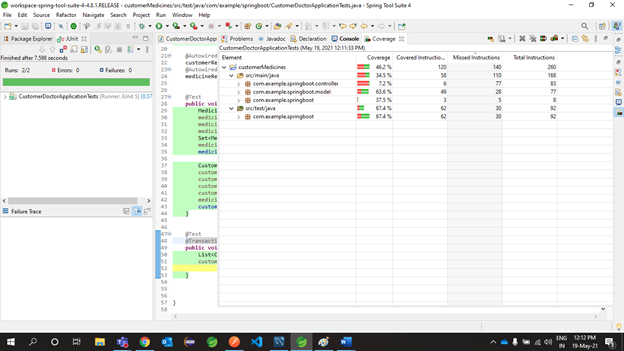 workspace-spring-tool-suite-4-4.8.1.RELEASE - customerMedicines/src/test/java/com/example/springboot/CustomerDoctorApplicationTests.java - Spring Tool Suite 4
File Edit Source Refactor Navigate Search Project Run Window Help
Package Explorer JUnit
Finished after 7.598 seconds
Runs: 2/2 Errors: 0 Failures: 0
CustomerDoctorApplicationTests [Runner: JUnit 5] (0.57
Failure Trace
CustomerDoctorApp
20
21 @Autowired
22 customerRe
23 @Autowired
24 medicineRe
25
26
27 @Test
28 public voi
29 Medici
30 medici
31 medici
32 medici
33 Set<Me
34 medici
35 medici
36
37 Custom
38 custom
39 custom
40 custom
41 custom
42 medici
43 custom
44 }
45
46
47 @Test
48 @Transacti
49 public voi
50 List<C
51 custom
52
53 }
54
55
56
57 }
58
Problems Javadoc Declaration Console Coverage
CustomerDoctorApplicationTests (May 19, 2021 12:11:33 PM)
Element Coverage Covered Instructio... Missed Instructions Total Instructions
customerMedicines 46.2 % 120 140 260
src/main/java 34.5 % 58 110 168
com.example.springboot.controller 7.2 % 6 77 83
com.example.springboot.model 63.6 % 49 28 77
com.example.springboot 37.5 % 3 5 8
src/test/java 67.4 % 62 30 92
com.example.springboot 67.4 % 62 30 92
ENG 12:12 PM
IN 19-May-21